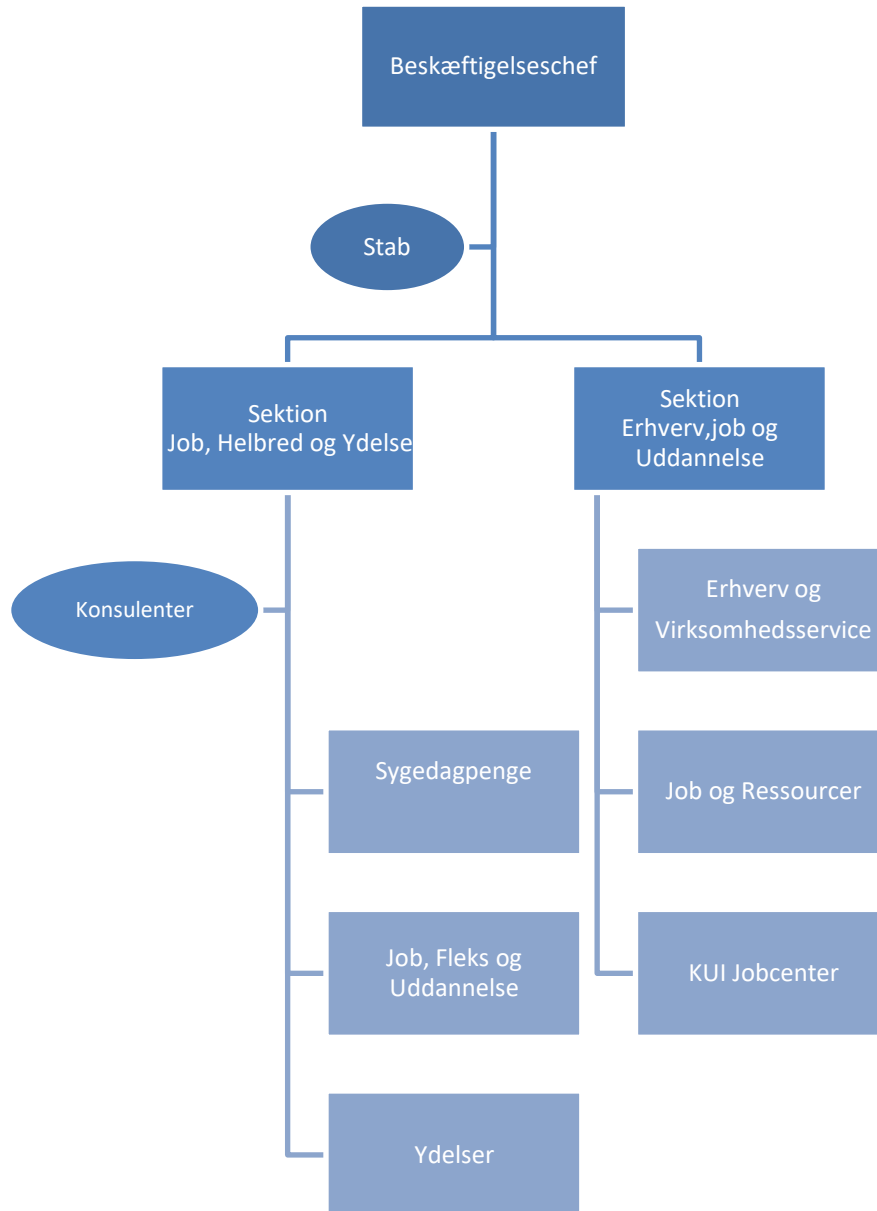 Beskæftigelseschef
Stab
Sektion
Job, Helbred og Ydelse
Sektion
Erhverv,job og
Uddannelse
Konsulenter
Erhverv og
Virksomhedsservice
Sygedagpenge
Job og Ressourcer
Job, Fleks og
Uddannelse
KUI Jobcenter
Ydelser